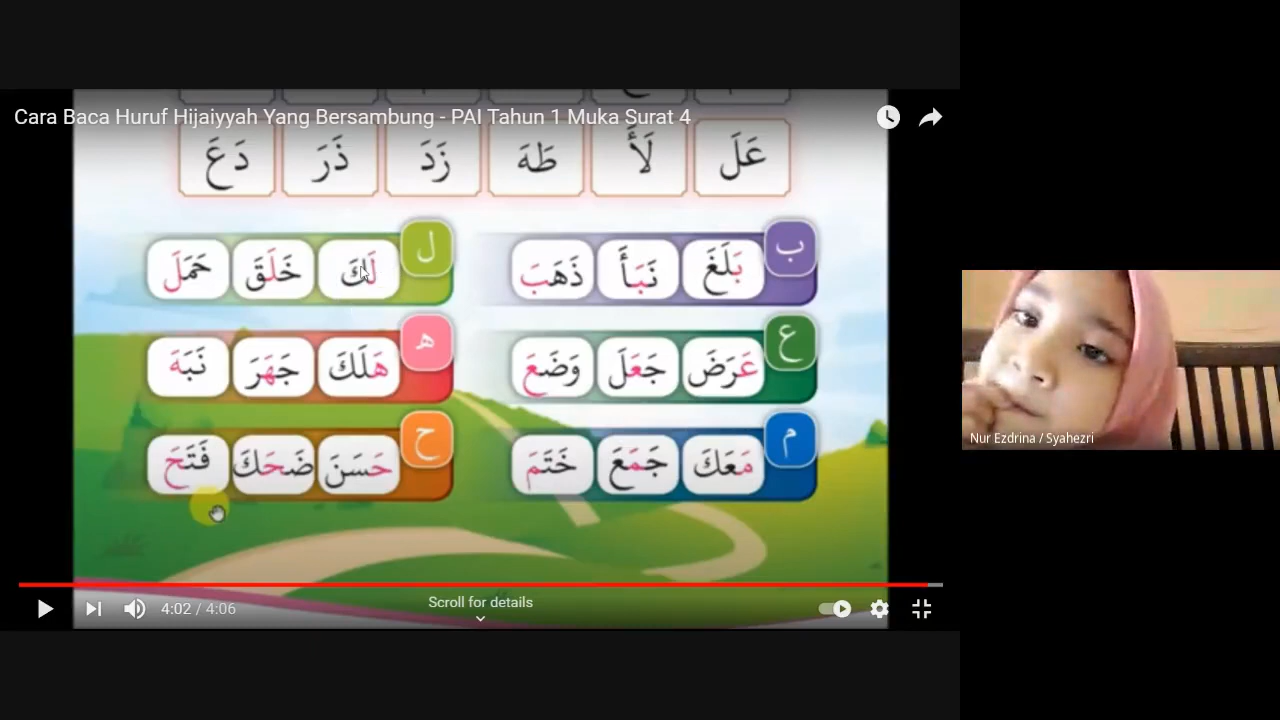 Cara Baca Huruf Hijaiyyah Yang Bersambung - PAI Tahun 1 Muka Surat 4
عَلَ لَأَ طَهَ زَدَ ذَرَ دَعَ
ب بَلَغَ نَبَأَ ذَهَبَ
ل لَكَ خَلَقَ حَمَلَ
ع عَرَضَ جَعَلَ وَضَعَ
ه هَلَكَ جَهَرَ نَبَهَ
م مَعَكَ جَمَعَ خَتَمَ
ح حَسَنَ ضَحَكَ فَتَحَ
Nur Ezdrina / Syahezri
Scroll for details
4:02 / 4:06